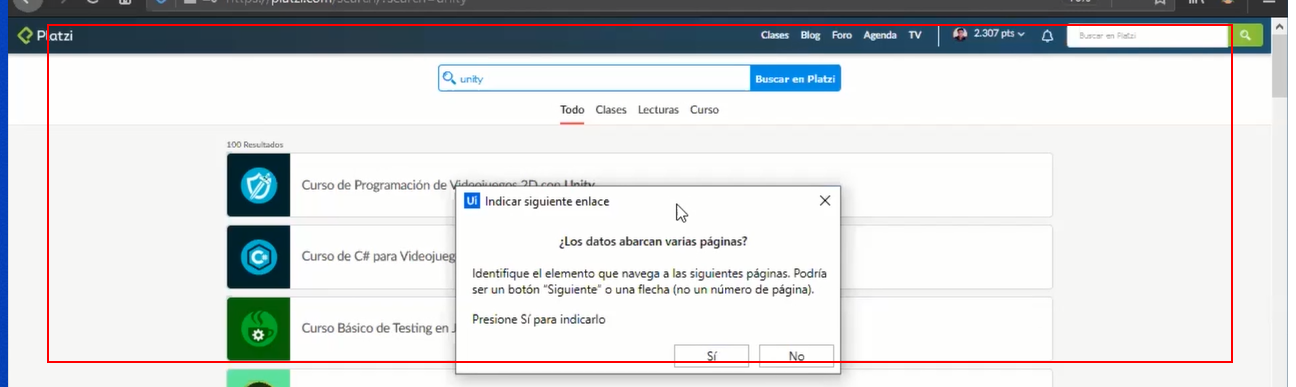 https://platzi.com/search/?search=unity
Platzi
Clases Blog Foro Agenda TV 2.307 pts Buscar en Platzi
unity Buscar en Platzi
Todo Clases Lecturas Curso
100 Resultados
Curso de Programación de Videojuegos 2D con Unity
Ui Indicar siguiente enlace
¿Los datos abarcan varias páginas?
Curso de C# para Videojueg
Identifique el elemento que navega a las siguientes páginas. Podría
ser un botón "Siguiente" o una flecha (no un número de página).
Presione Sí para indicarlo
Curso Básico de Testing en J
Sí No